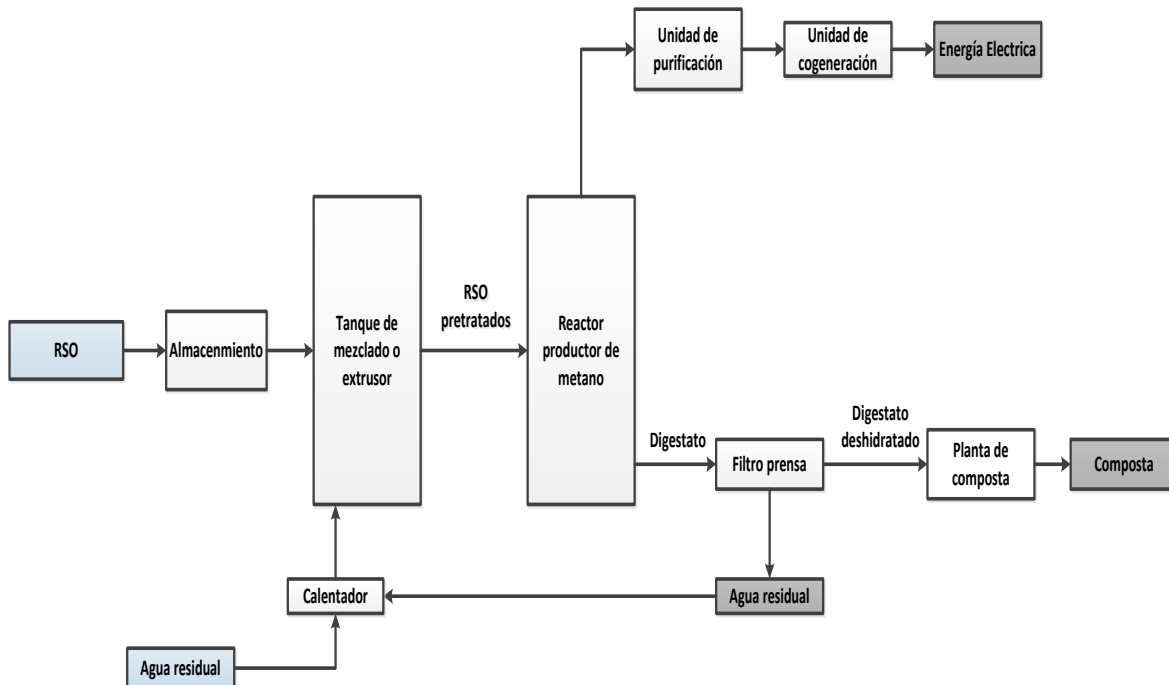 Unidad de
purificación
Unidad de
cogeneración
Energía Electrica
RSO
Almacenmiento
Tanque de
mezclado o
extrusor
RSO
pretratados
Reactor
productor de
metano
Digestato
Filtro prensa
Digestato
deshidratado
Planta de
composta
Composta
Calentador
Agua residual
Agua residual